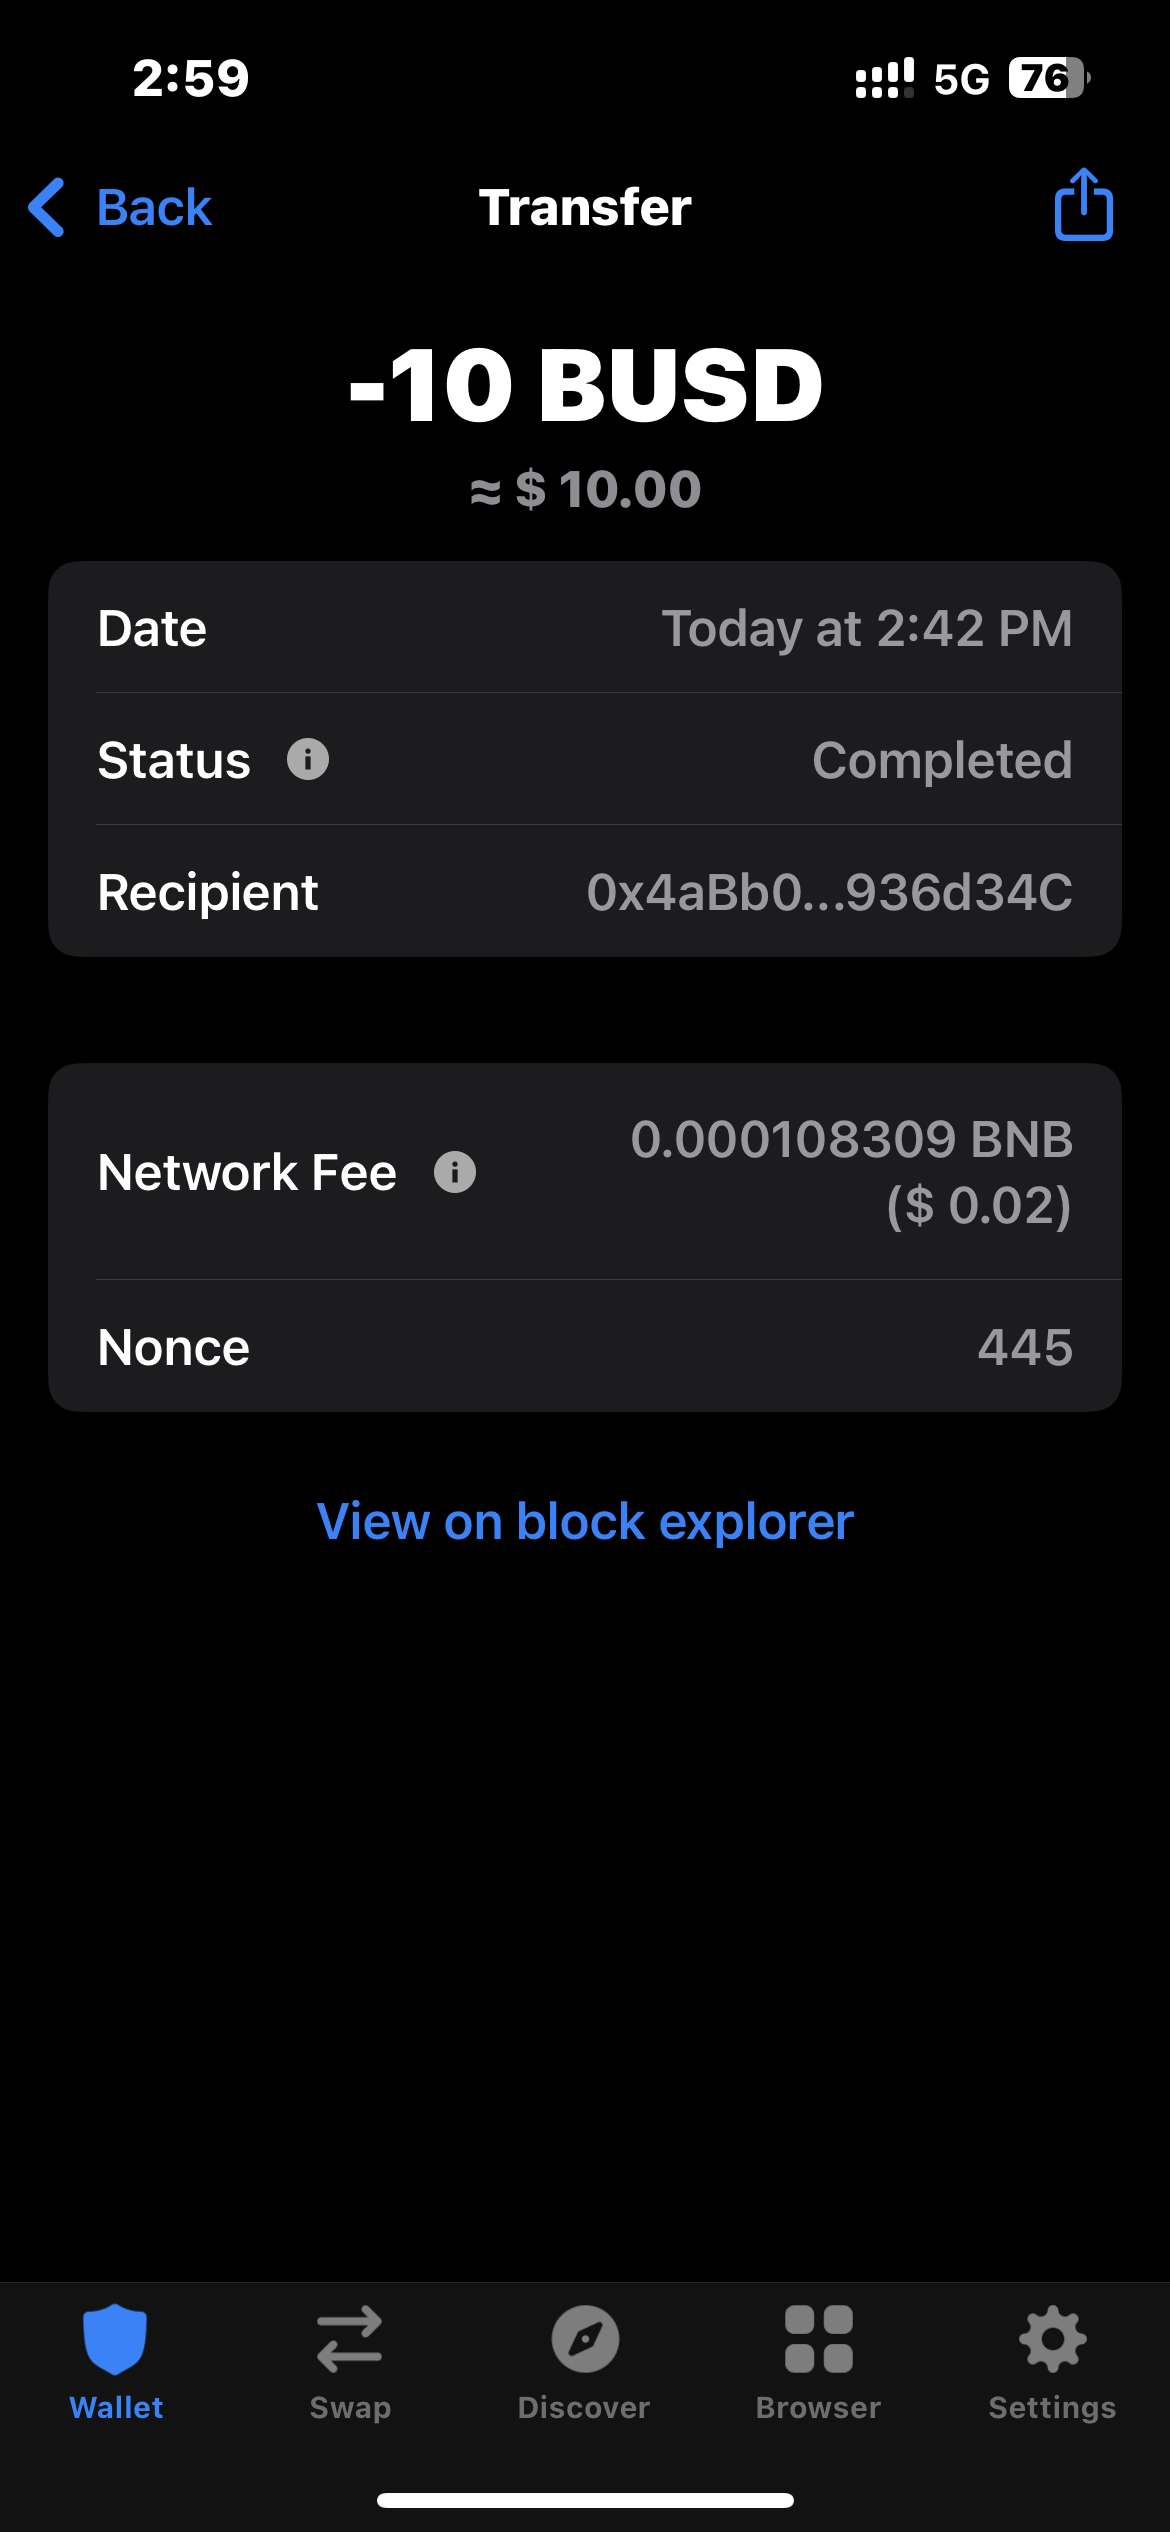 2:59 5G 76
Back Transfer
-10 BUSD
≈ $ 10.00
Date Today at 2:42 PM
Status Completed
Recipient 0x4aBb0...936d34C
Network Fee 0.000108309 BNB
($ 0.02)
Nonce 445
View on block explorer
Wallet Swap Discover Browser Settings